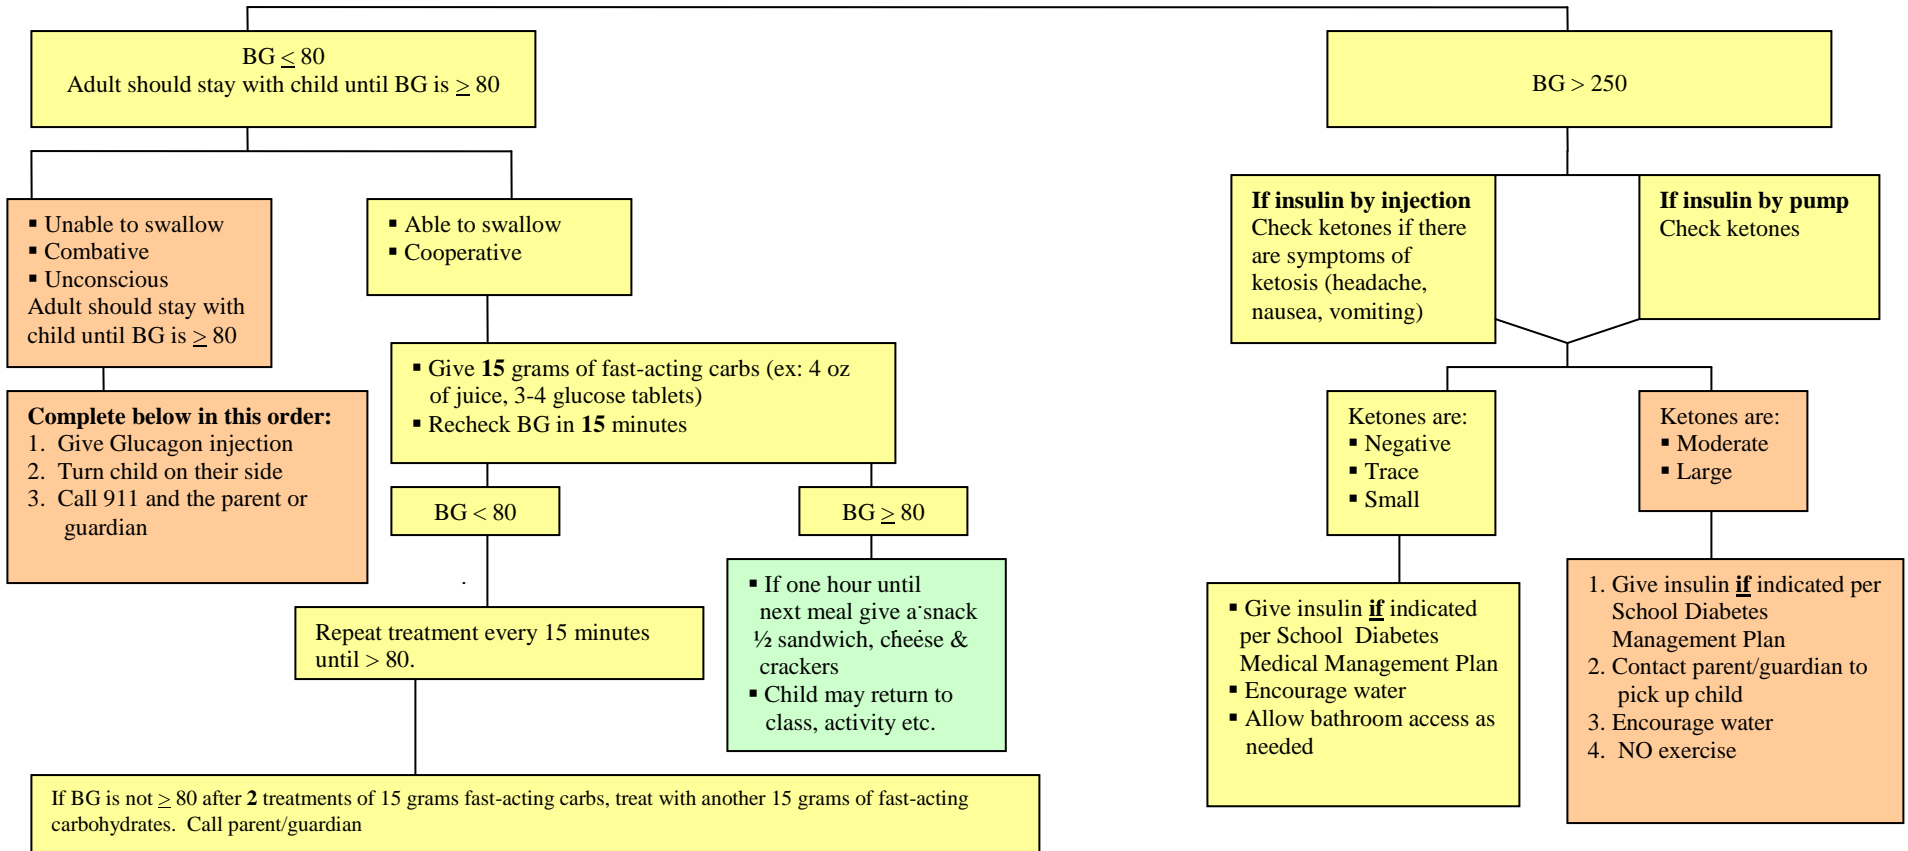 BG ≤ 80
Adult should stay with child until BG is ≥ 80
BG > 250
▪ Unable to swallow
▪ Combative
▪ Unconscious
Adult should stay with
child until BG is ≥ 80
▪ Able to swallow
▪ Cooperative
If insulin by injection
Check ketones if there
are symptoms of
ketosis (headache,
nausea, vomiting)
If insulin by pump
Check ketones
Complete below in this order:
1. Give Glucagon injection
2. Turn child on their side
3. Call 911 and the parent or
guardian
▪ Give 15 grams of fast-acting carbs (ex: 4 oz
of juice, 3-4 glucose tablets)
▪ Recheck BG in 15 minutes
Ketones are:
▪ Negative
▪ Trace
▪ Small
Ketones are:
▪ Moderate
▪ Large
BG < 80
BG ≥ 80
Repeat treatment every 15 minutes
until > 80.
▪ If one hour until
next meal give a snack
½ sandwich, cheese &
crackers
▪ Child may return to
class, activity etc.
▪ Give insulin if indicated
per School Diabetes
Medical Management Plan
▪ Encourage water
▪ Allow bathroom access as
needed
1. Give insulin if indicated per
School Diabetes
Management Plan
2. Contact parent/guardian to
pick up child
3. Encourage water
4. NO exercise
If BG is not ≥ 80 after 2 treatments of 15 grams fast-acting carbs, treat with another 15 grams of fast-acting
carbohydrates. Call parent/guardian